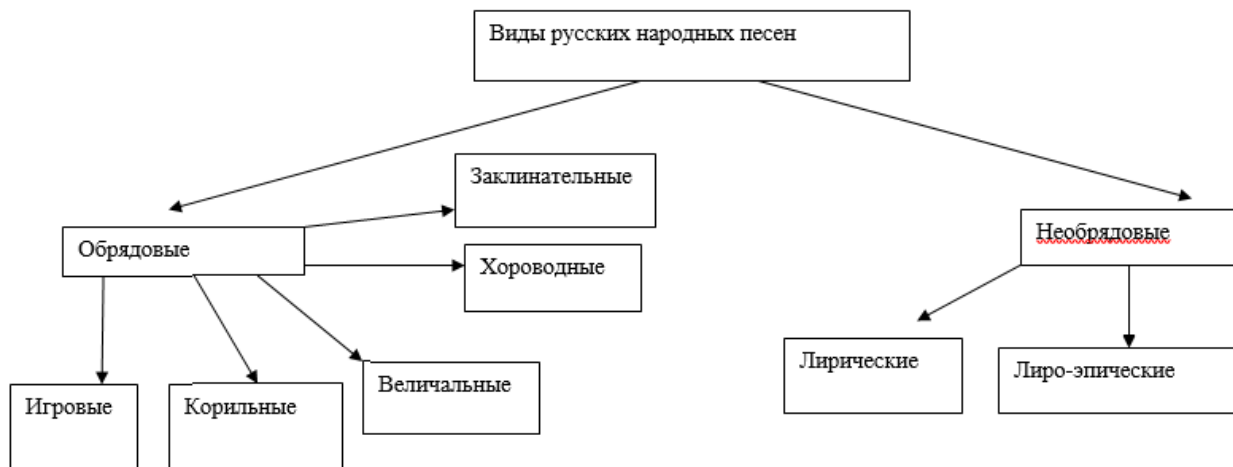 Виды русских народных песен
Заклинательные
Обрядовые
Необрядовые
Хороводные
Лирические
Лиро-эпические
Величальные
Игровые
Корильные